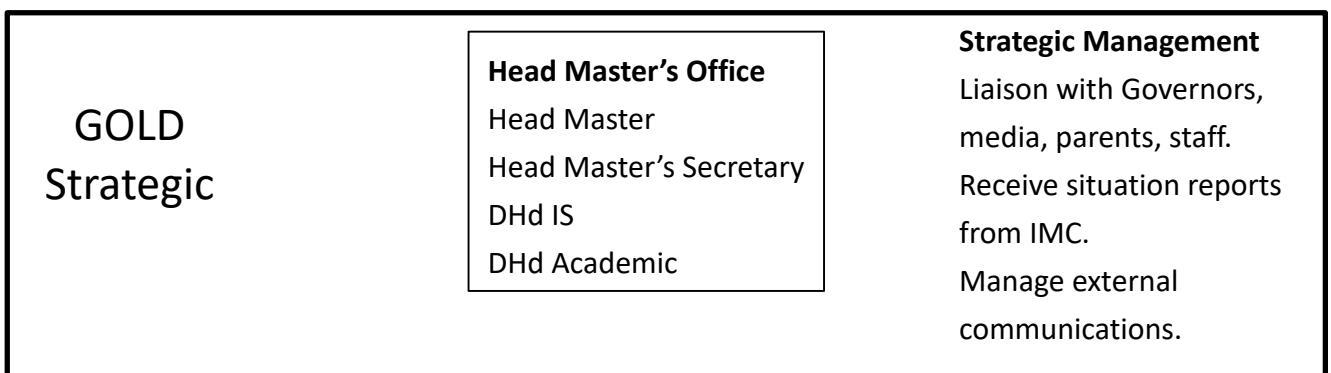 GOLD
Strategic
Head Master’s Office
Head Master
Head Master’s Secretary
DHd IS
DHd Academic
Strategic Management
Liaison with Governors,
media, parents, staff.
Receive situation reports
from IMC.
Manage external
communications.